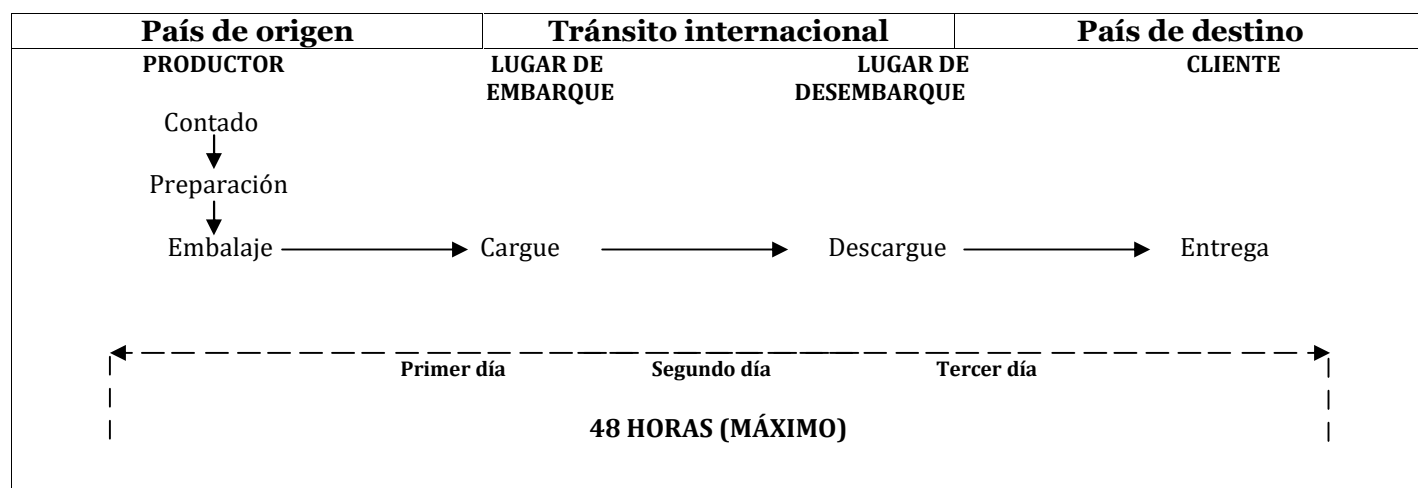 País de origen Tránsito internacional País de destino
PRODUCTOR LUGAR DE LUGAR DE CLIENTE
EMBARQUE DESEMBARQUE
Contado
Preparación
Embalaje Cargue Descargue Entrega
Primer día Segundo día Tercer día
48 HORAS (MÁXIMO)